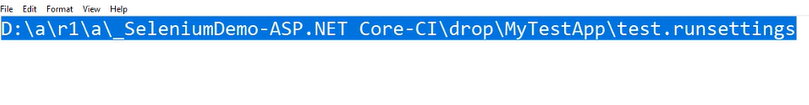 File Edit Format View Help
D:\a\r1\a\_SeleniumDemo-ASP.NET Core-CI\drop\MyTestApp\test.runsettings